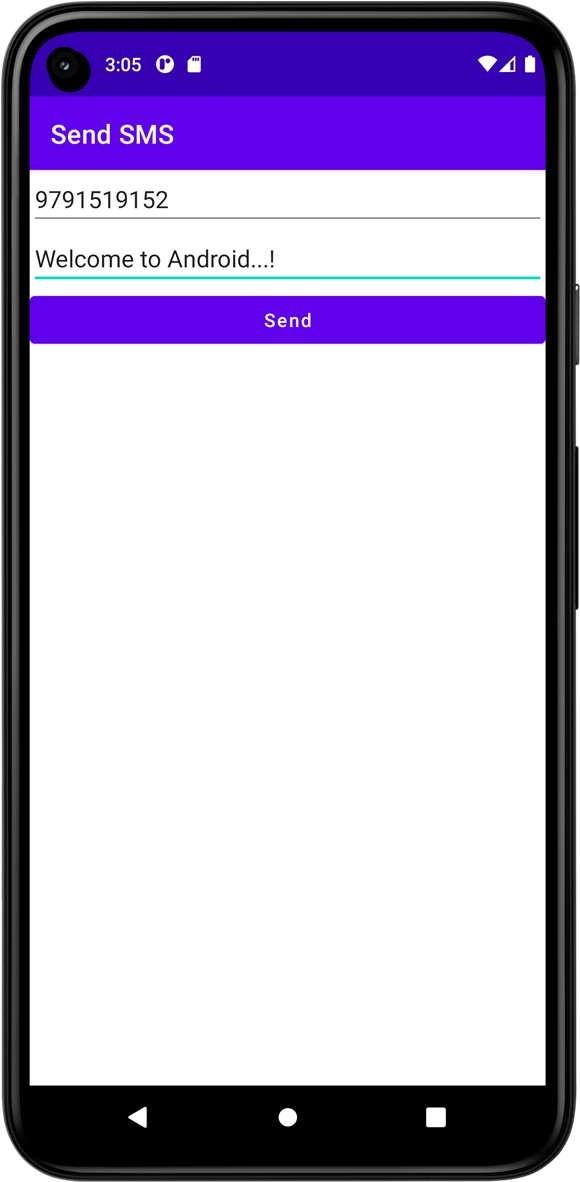 3:05
Send SMS
9791519152
Welcome to Android...!
Send